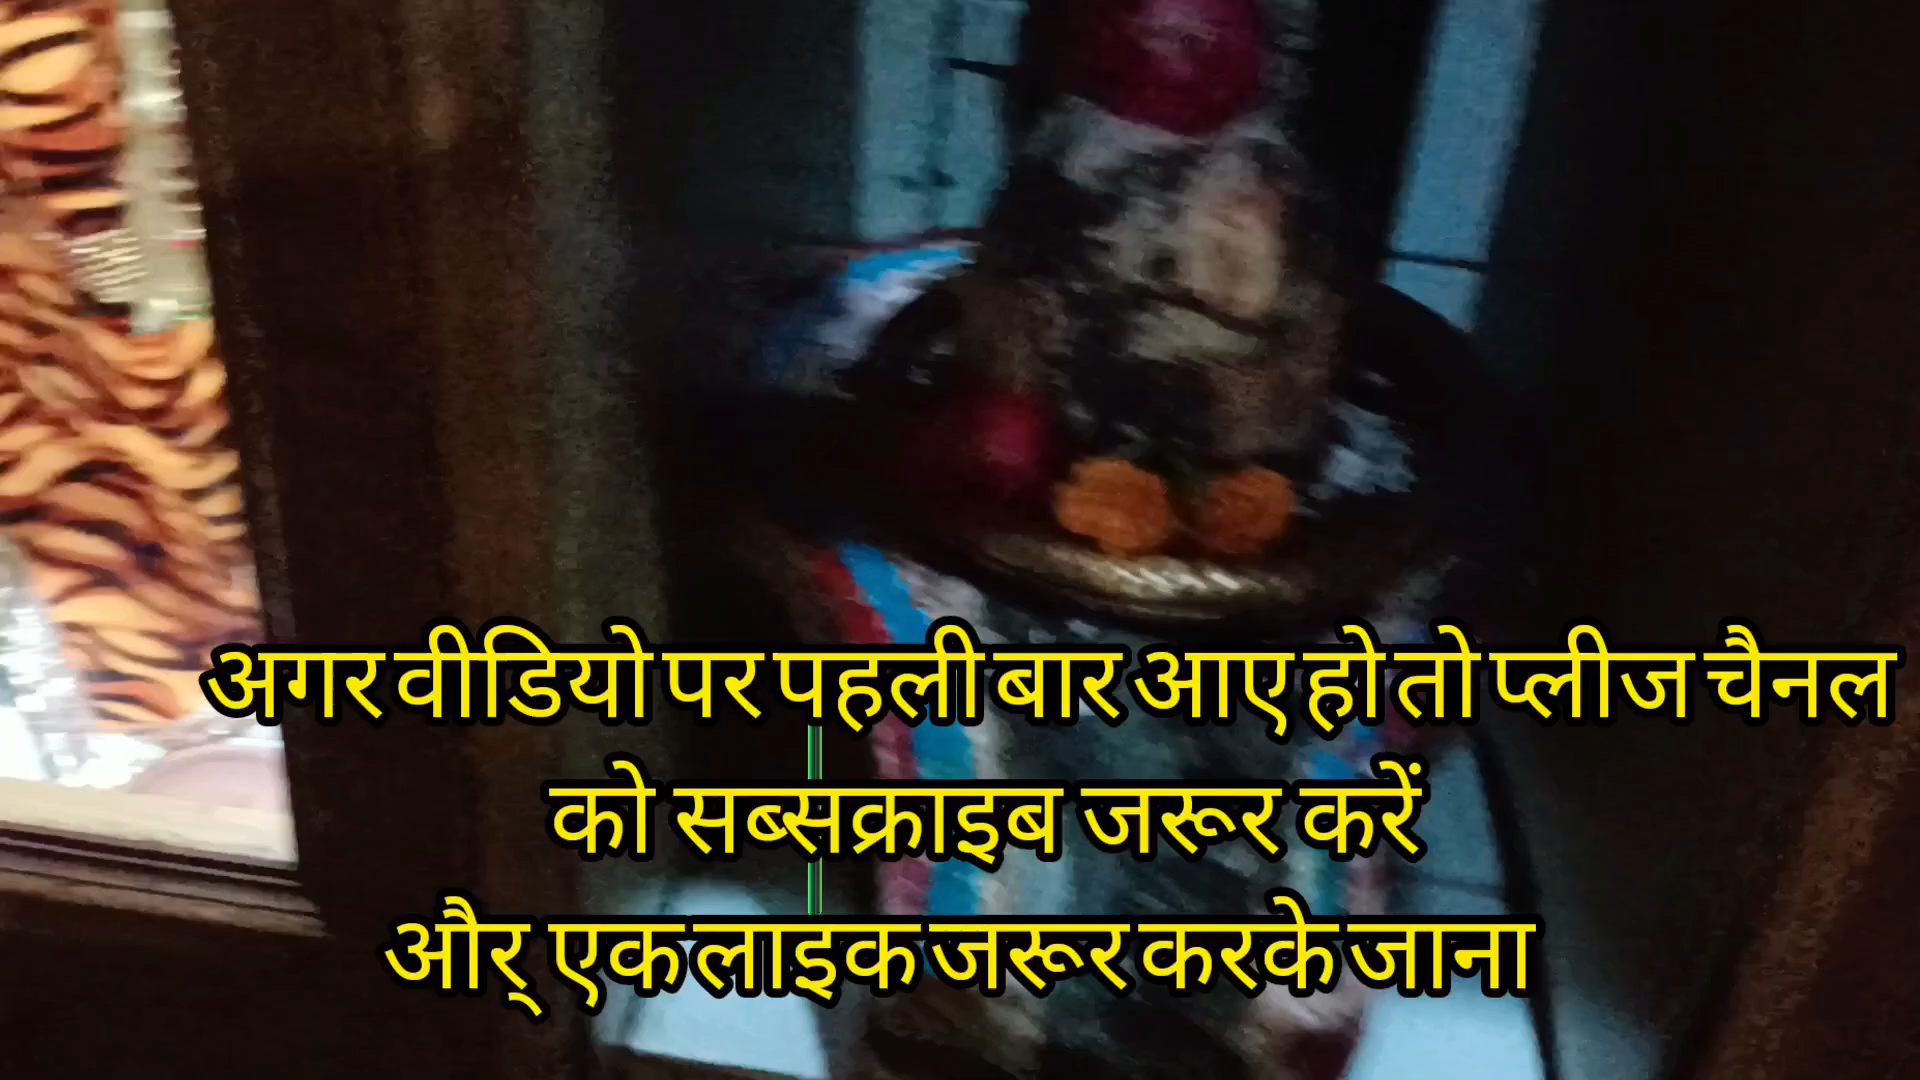 अगर वीडियो पर पहली बार आए हो तो प्लीज चैनल
को सब्सक्राइब जरूर करें
और् एक लाइक जरूर करके जाना